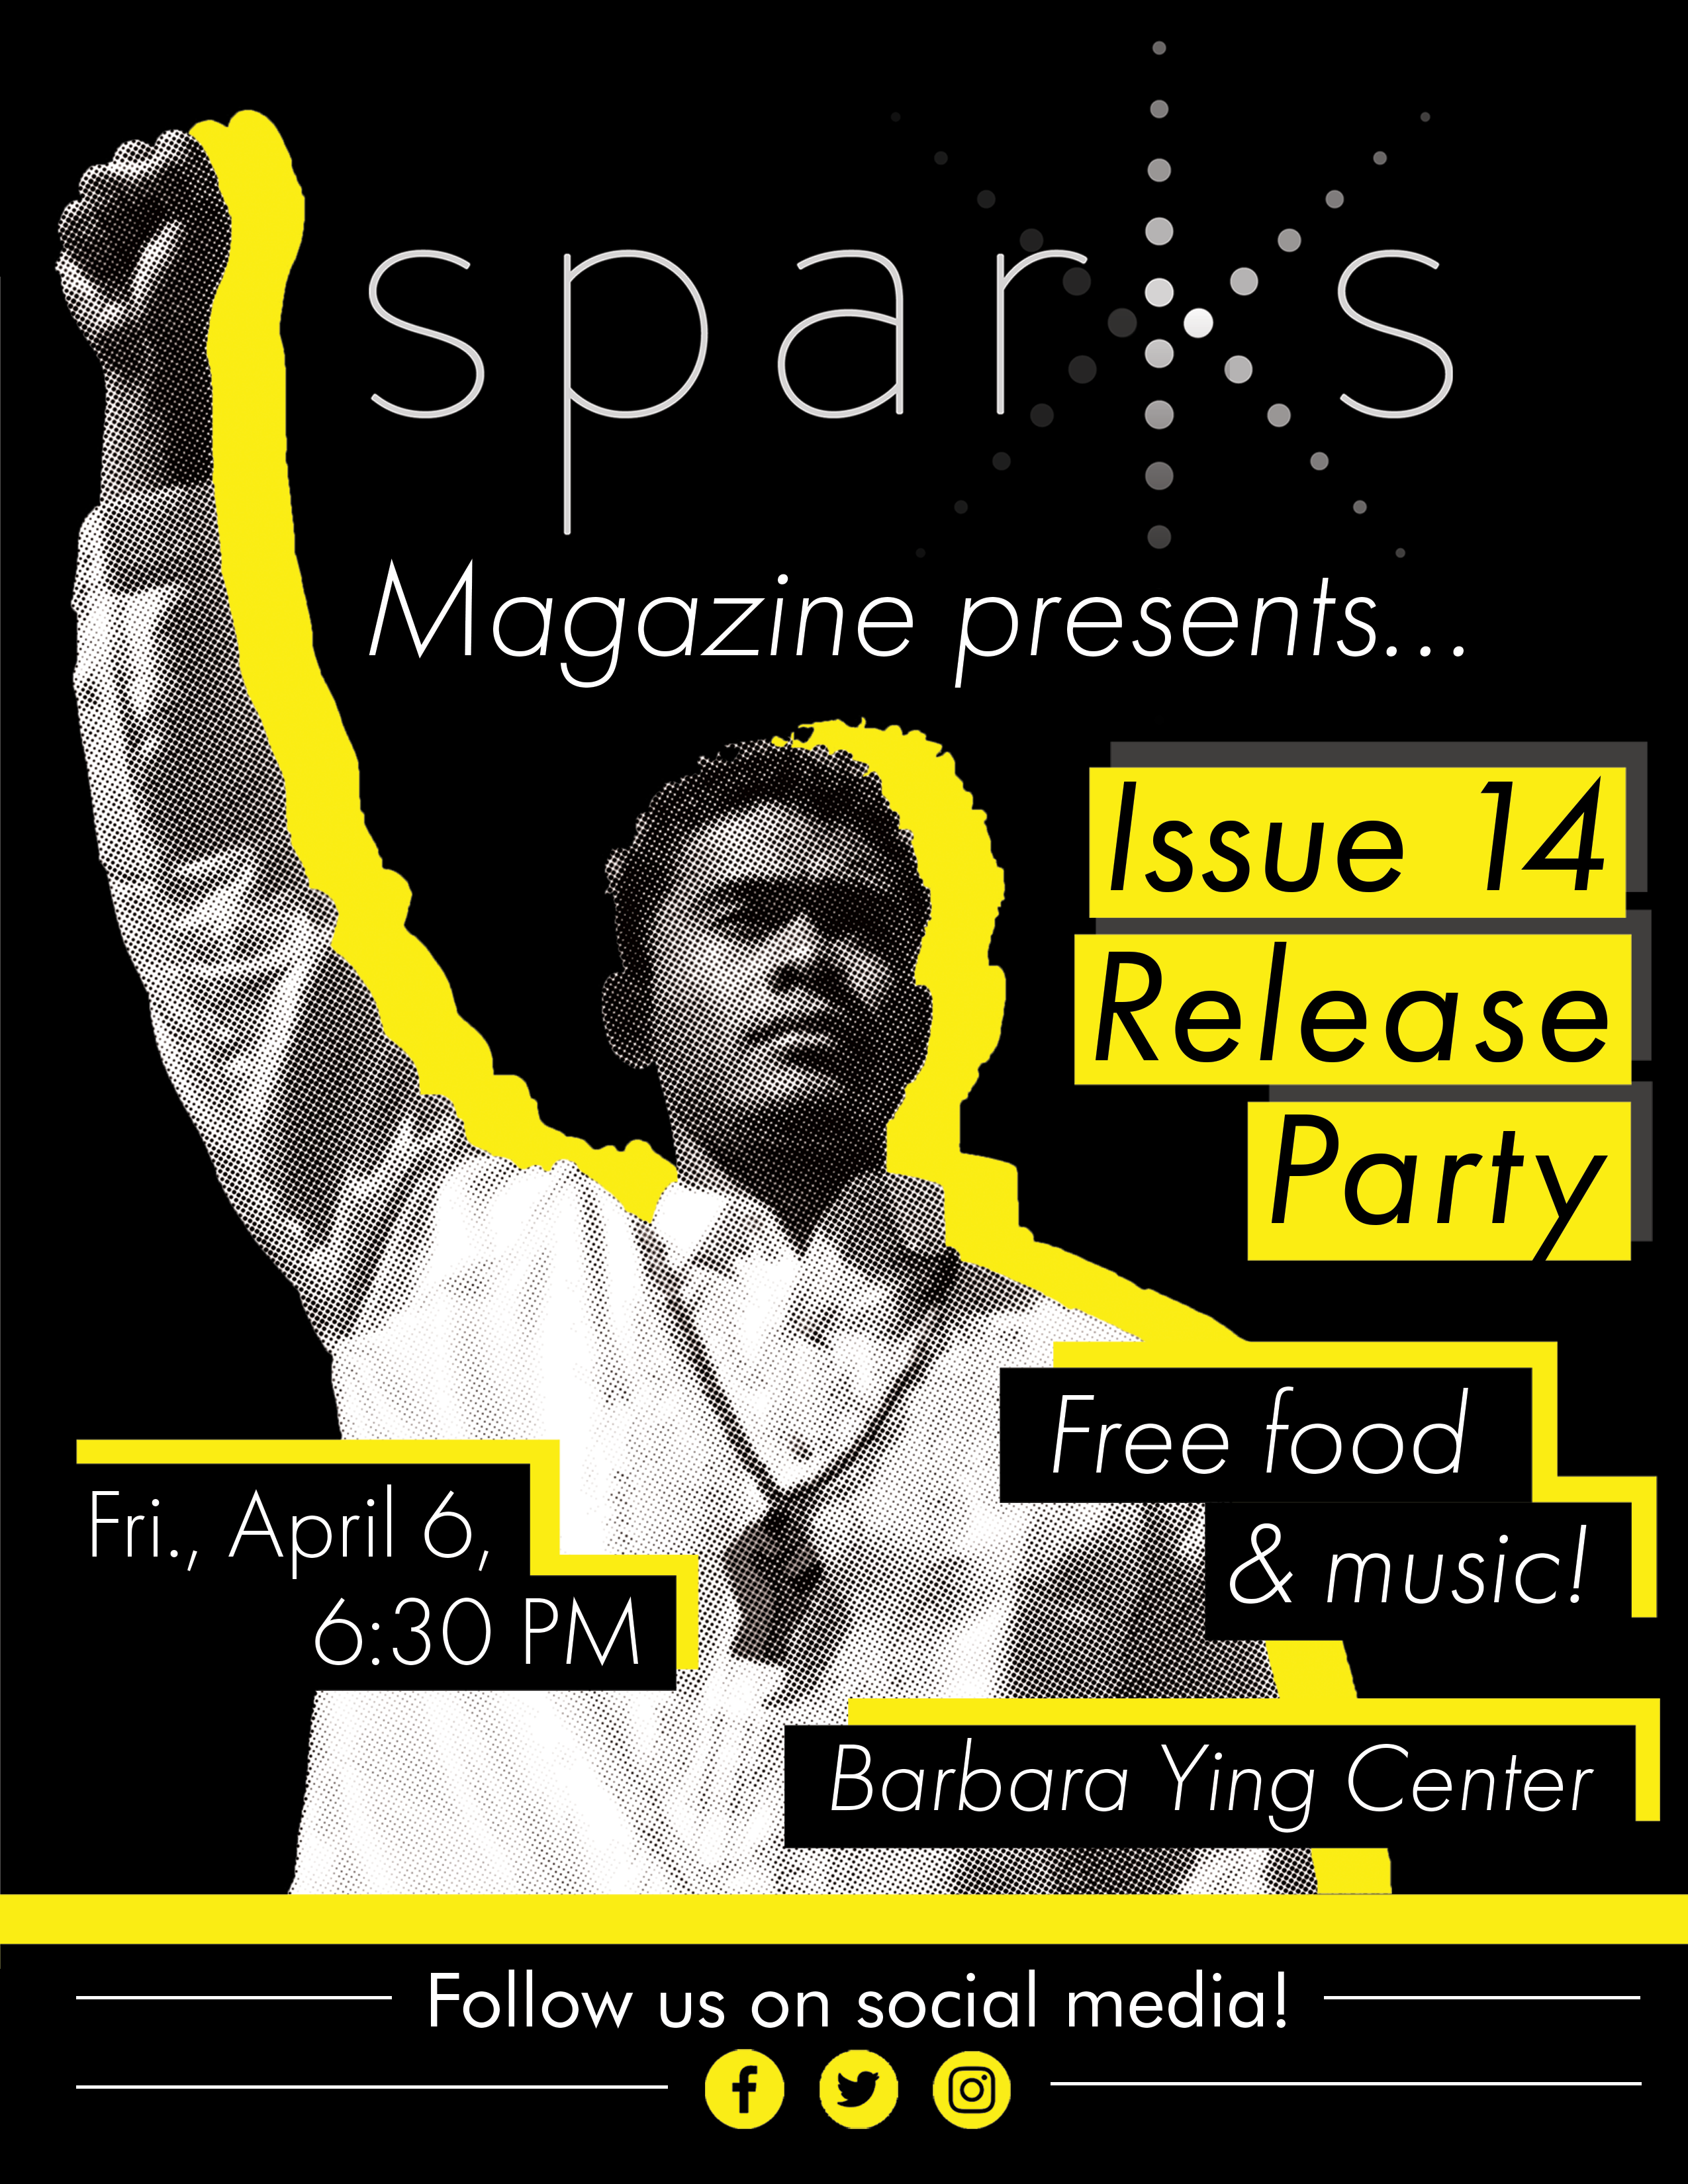 sparks
Magazine presents...
Issue 14
Release
Party
Free food
& music!
Fri., April 6,
6:30 PM
Barbara Ying Center
Follow us on social media!